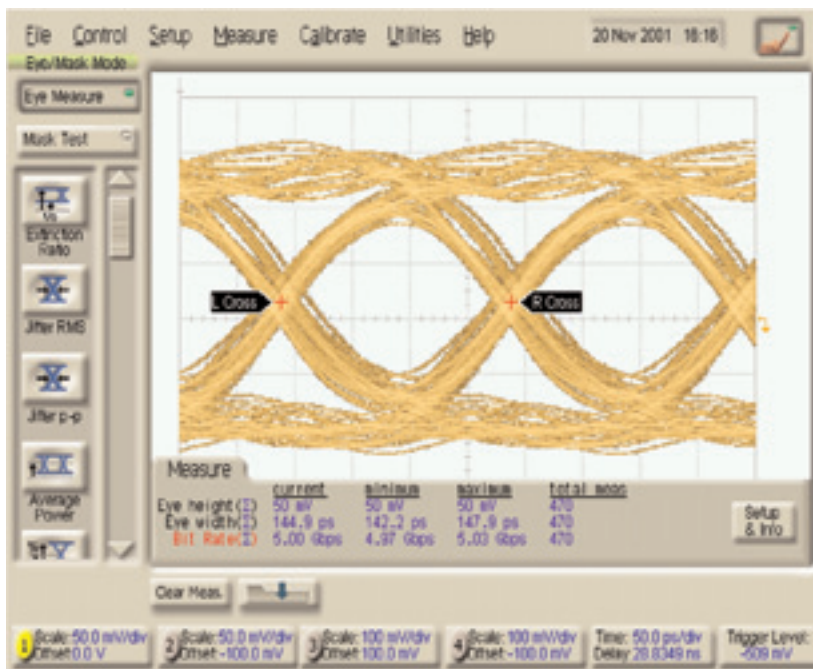 File Control Setup Measure Calibrate Utilities Help 20 Nov 2001 16:16
Eye/Mask Mode
Eye Measure
Mask Test
Extinction
Ratio
Jitter RMS
Jitter p-p
Average
Power
L Cross
R Cross
Measure
current minimum maximum total meas
Eye height(Σ) 50 mV 50 mV 50 mV 470
Eye width(Σ) 144.9 ps 142.2 ps 147.9 ps 470
Bit Rate(Σ) 5.00 Gbps 4.97 Gbps 5.03 Gbps 470
Setup
& Info
Clear Meas.
1 Scale: 50.0 mV/div
Offset: 0.0 V
2 Scale: 50.0 mV/div
Offset: -100.0 mV
3 Scale: 100 mV/div
Offset: 100.0 mV
4 Scale: 100 mV/div
Offset: -100.0 mV
Time: 50.0 ps/div
Delay: 28.8349 ns
Trigger Level:
-509 mV